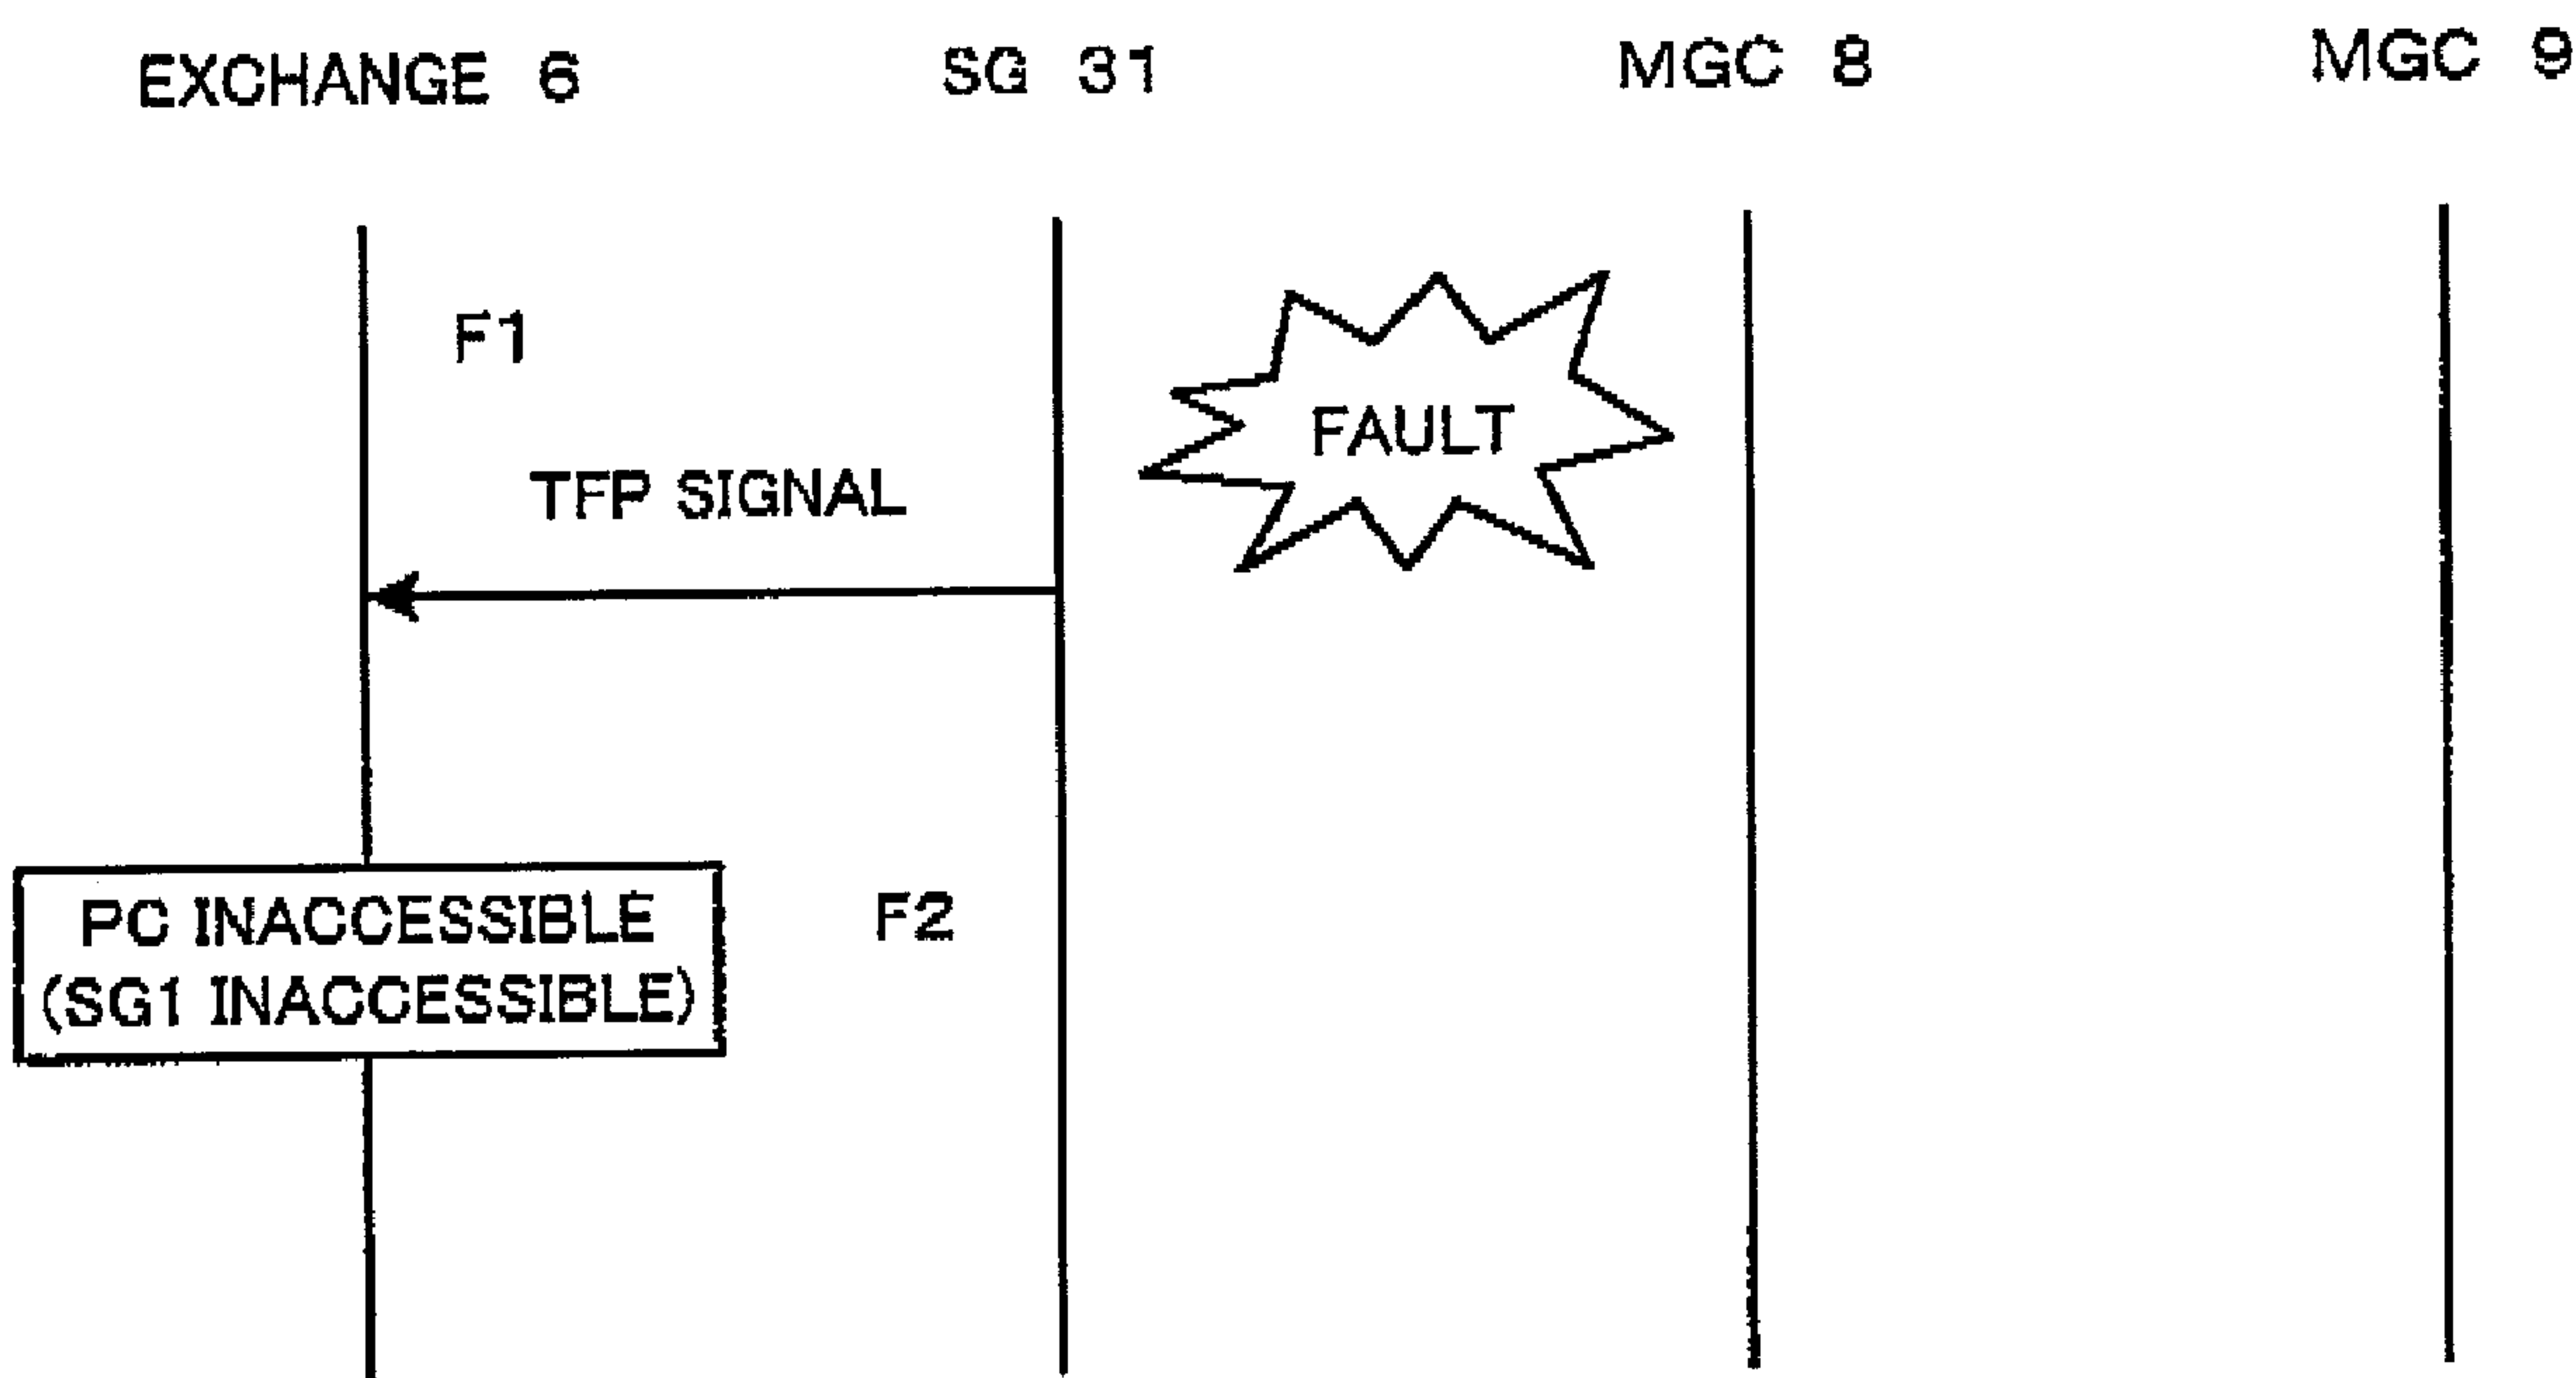 EXCHANGE 6
SG 31
MGC 8
MGC 9
F1
FAULT
TFP SIGNAL
PC INACCESSIBLE
(SG1 INACCESSIBLE)
F2